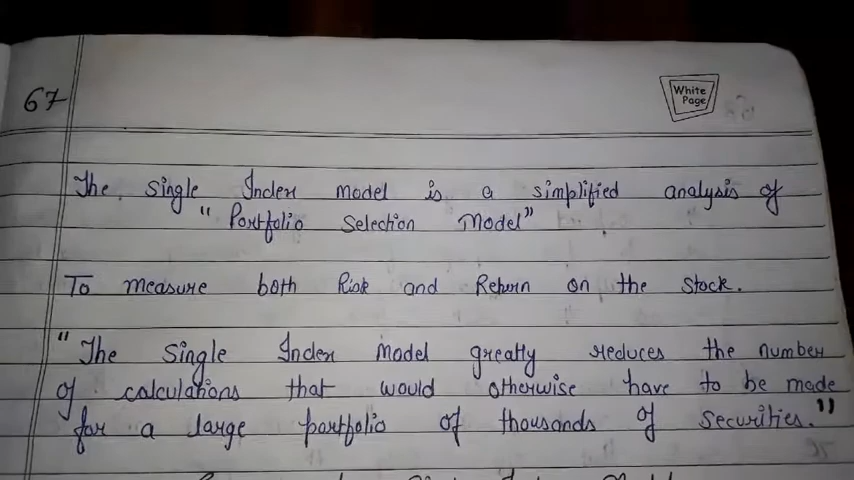 67
White
Page
The Single Index model is a simplified analysis of
"Portfolio Selection Model"
To measure both Risk and Return on the Stock.
"The Single Index Model greatly reduces the number
of calculations that would otherwise have to be made
for a large portfolio of thousands of Securities."